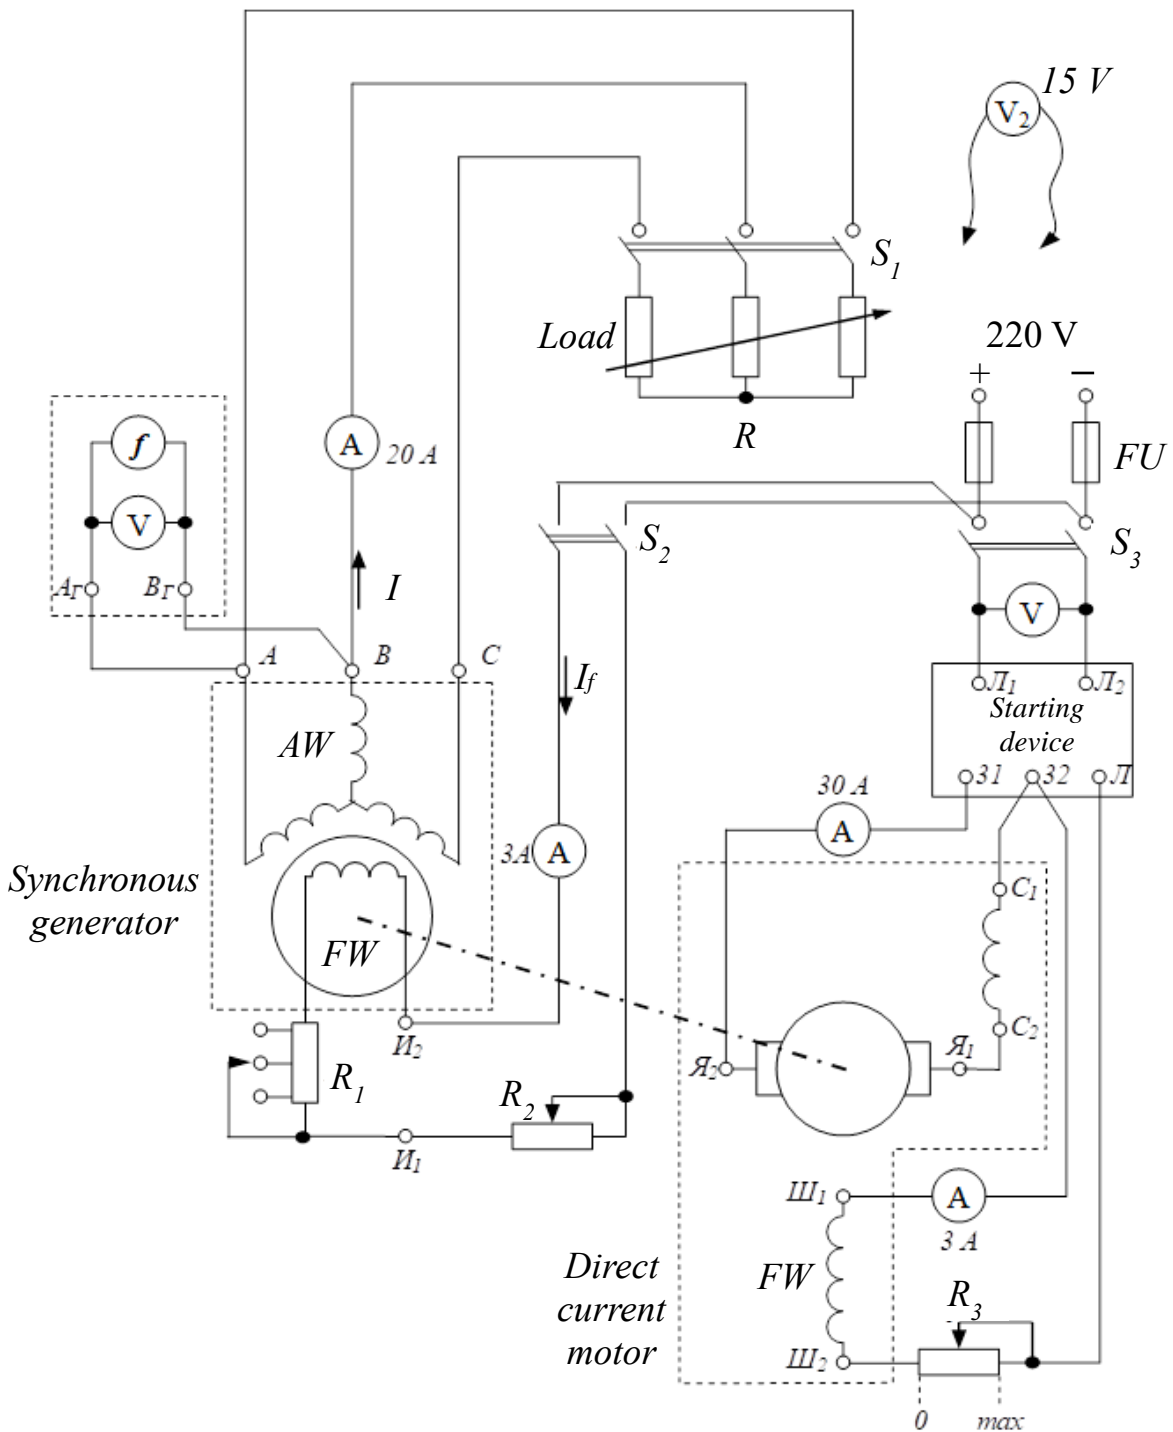 15 V
V2
S1
Load
220 V
+ −
R
FU
f
A
20 A
V
S2
S3
АГ
ВГ
I
V
A
B
C
If
Л1
Л2
Starting
device
AW
31
32
Л
30 A
A
3A
A
C1
Synchronous
generator
FW
C2
И2
Я2
Я1
R1
R2
И1
Ш1
A
3 A
Direct
current
motor
FW
R3
Ш2
0
max